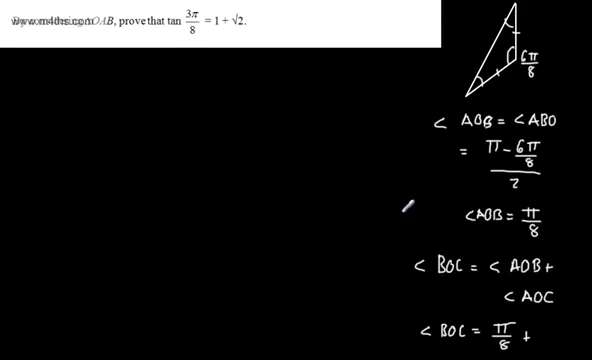 www.m4ths.com OAB, prove that tan 3π/8 = 1 + √2.
6π/8
< AOB = < ABO
= π - 6π/8
2
< AOB = π/8
< BOC = < AOB +
< AOC
< BOC = π/8 +